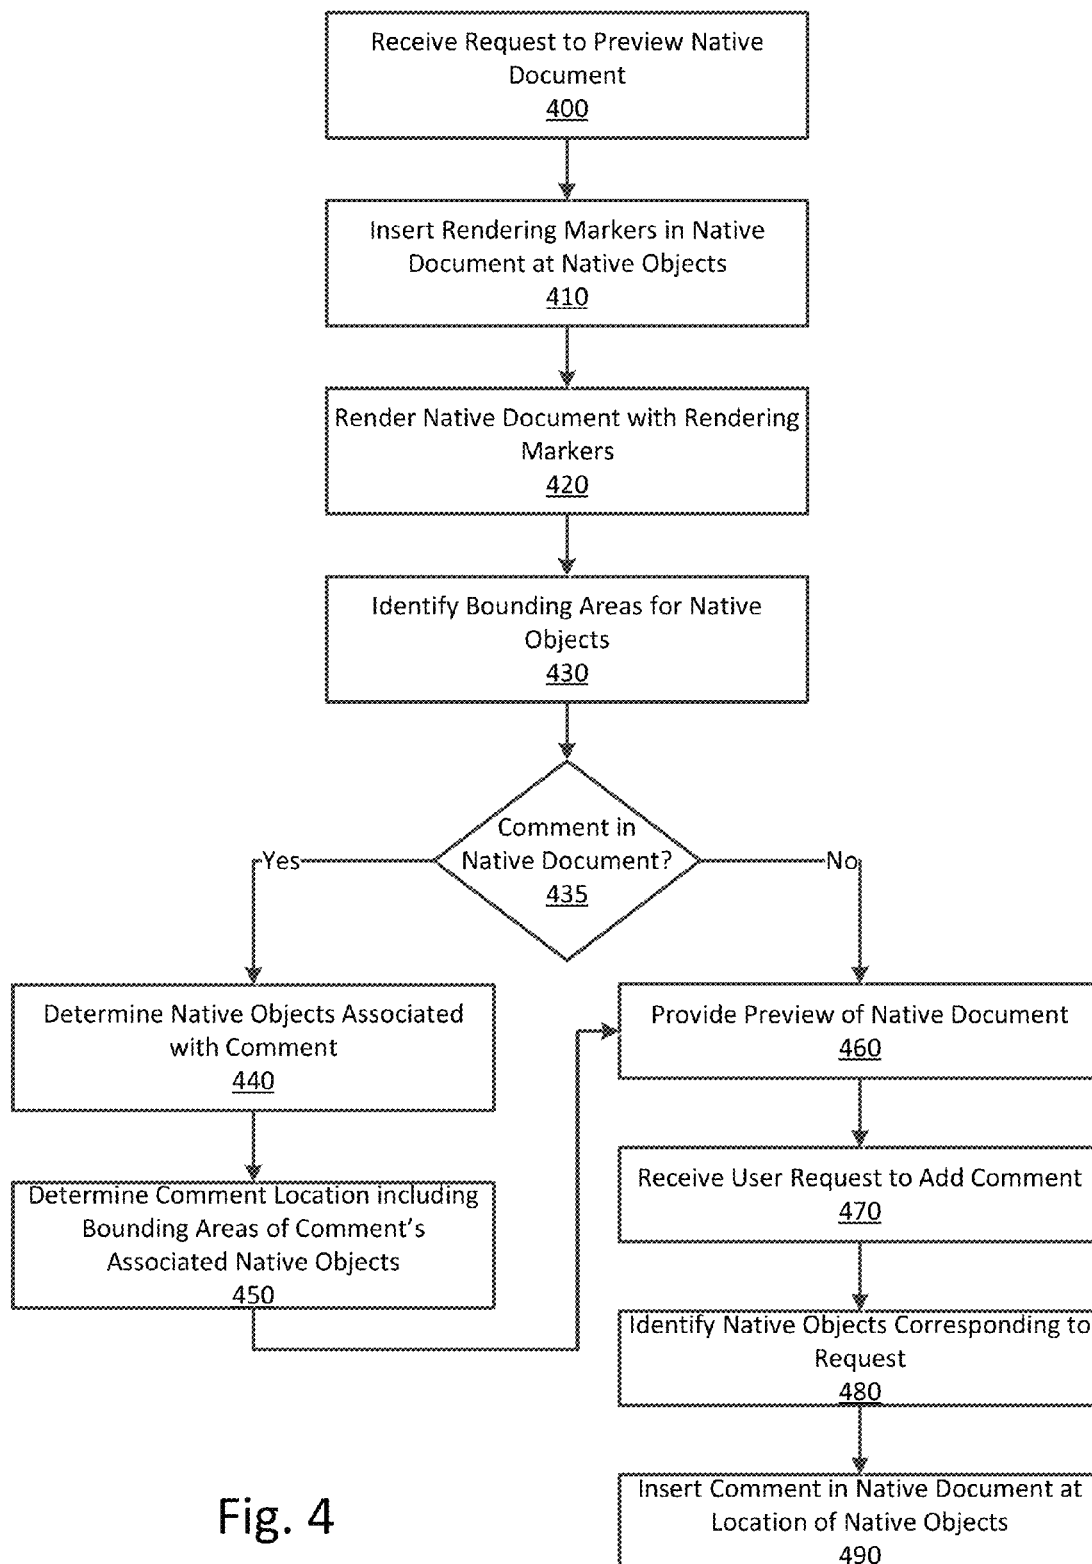 Receive Request to Preview Native
Document
400
Insert Rendering Markers in Native
Document at Native Objects
410
Render Native Document with Rendering
Markers
420
Identify Bounding Areas for Native
Objects
430
Comment in
Native Document?
435
Yes
No
Determine Native Objects Associated
with Comment
440
Determine Comment Location including
Bounding Areas of Comment's
Associated Native Objects
450
Provide Preview of Native Document
460
Receive User Request to Add Comment
470
Identify Native Objects Corresponding to
Request
480
Insert Comment in Native Document at
Location of Native Objects
490
Fig. 4